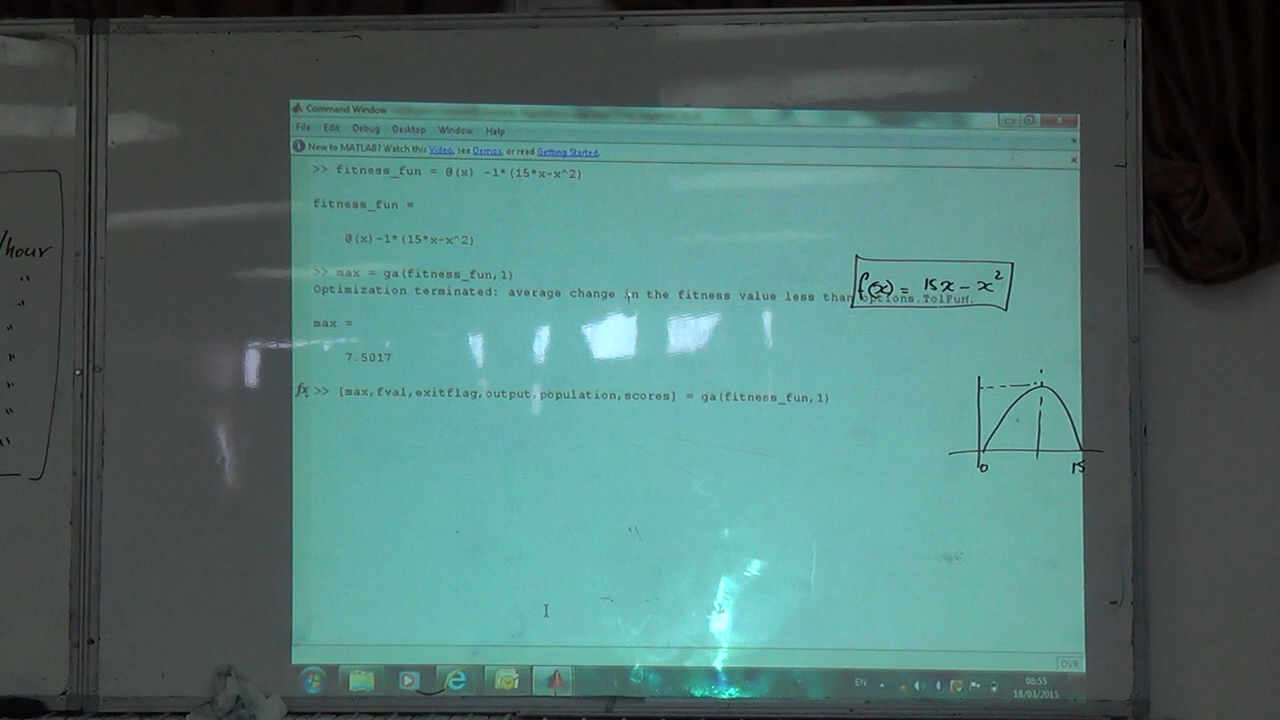 Command Window
File Edit Debug Desktop Window Help
New to MATLAB? Watch this Video, see Demos, or read Getting Started.
>> fitness_fun = @(x) -1*(15*x-x^2)
fitness_fun =
@(x)-1*(15*x-x^2)
>> max = ga(fitness_fun,1)
Optimization terminated: average change in the fitness value less than options.TolFun.
max =
7.5017
fx >> [max,fval,exitflag,output,population,scores] = ga(fitness_fun,1)
f(x) = 15x - x²
0 15
/hour
"
"
"
"
"
"
"
OVR
EN
08:55
18/03/2015